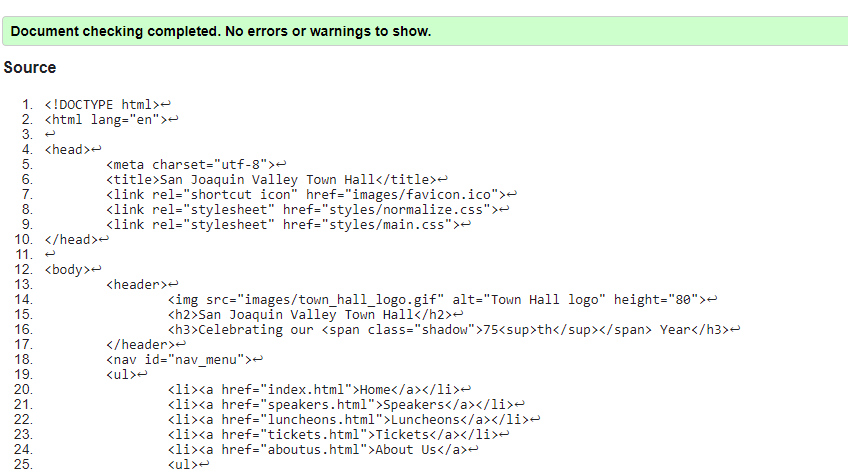 Document checking completed. No errors or warnings to show.
Source
1. <!DOCTYPE html>↩
2. <html lang="en">↩
3. ↩
4. <head>↩
5. <meta charset="utf-8">↩
6. <title>San Joaquin Valley Town Hall</title>↩
7. <link rel="shortcut icon" href="images/favicon.ico">↩
8. <link rel="stylesheet" href="styles/normalize.css">↩
9. <link rel="stylesheet" href="styles/main.css">↩
10. </head>↩
11. ↩
12. <body>↩
13. <header>↩
14. <img src="images/town_hall_logo.gif" alt="Town Hall logo" height="80">↩
15. <h2>San Joaquin Valley Town Hall</h2>↩
16. <h3>Celebrating our <span class="shadow">75<sup>th</sup></span> Year</h3>↩
17. </header>↩
18. <nav id="nav_menu">↩
19. <ul>↩
20. <li><a href="index.html">Home</a></li>↩
21. <li><a href="speakers.html">Speakers</a></li>↩
22. <li><a href="luncheons.html">Luncheons</a></li>↩
23. <li><a href="tickets.html">Tickets</a></li>↩
24. <li><a href="aboutus.html">About Us</a>↩
25. <ul>↩